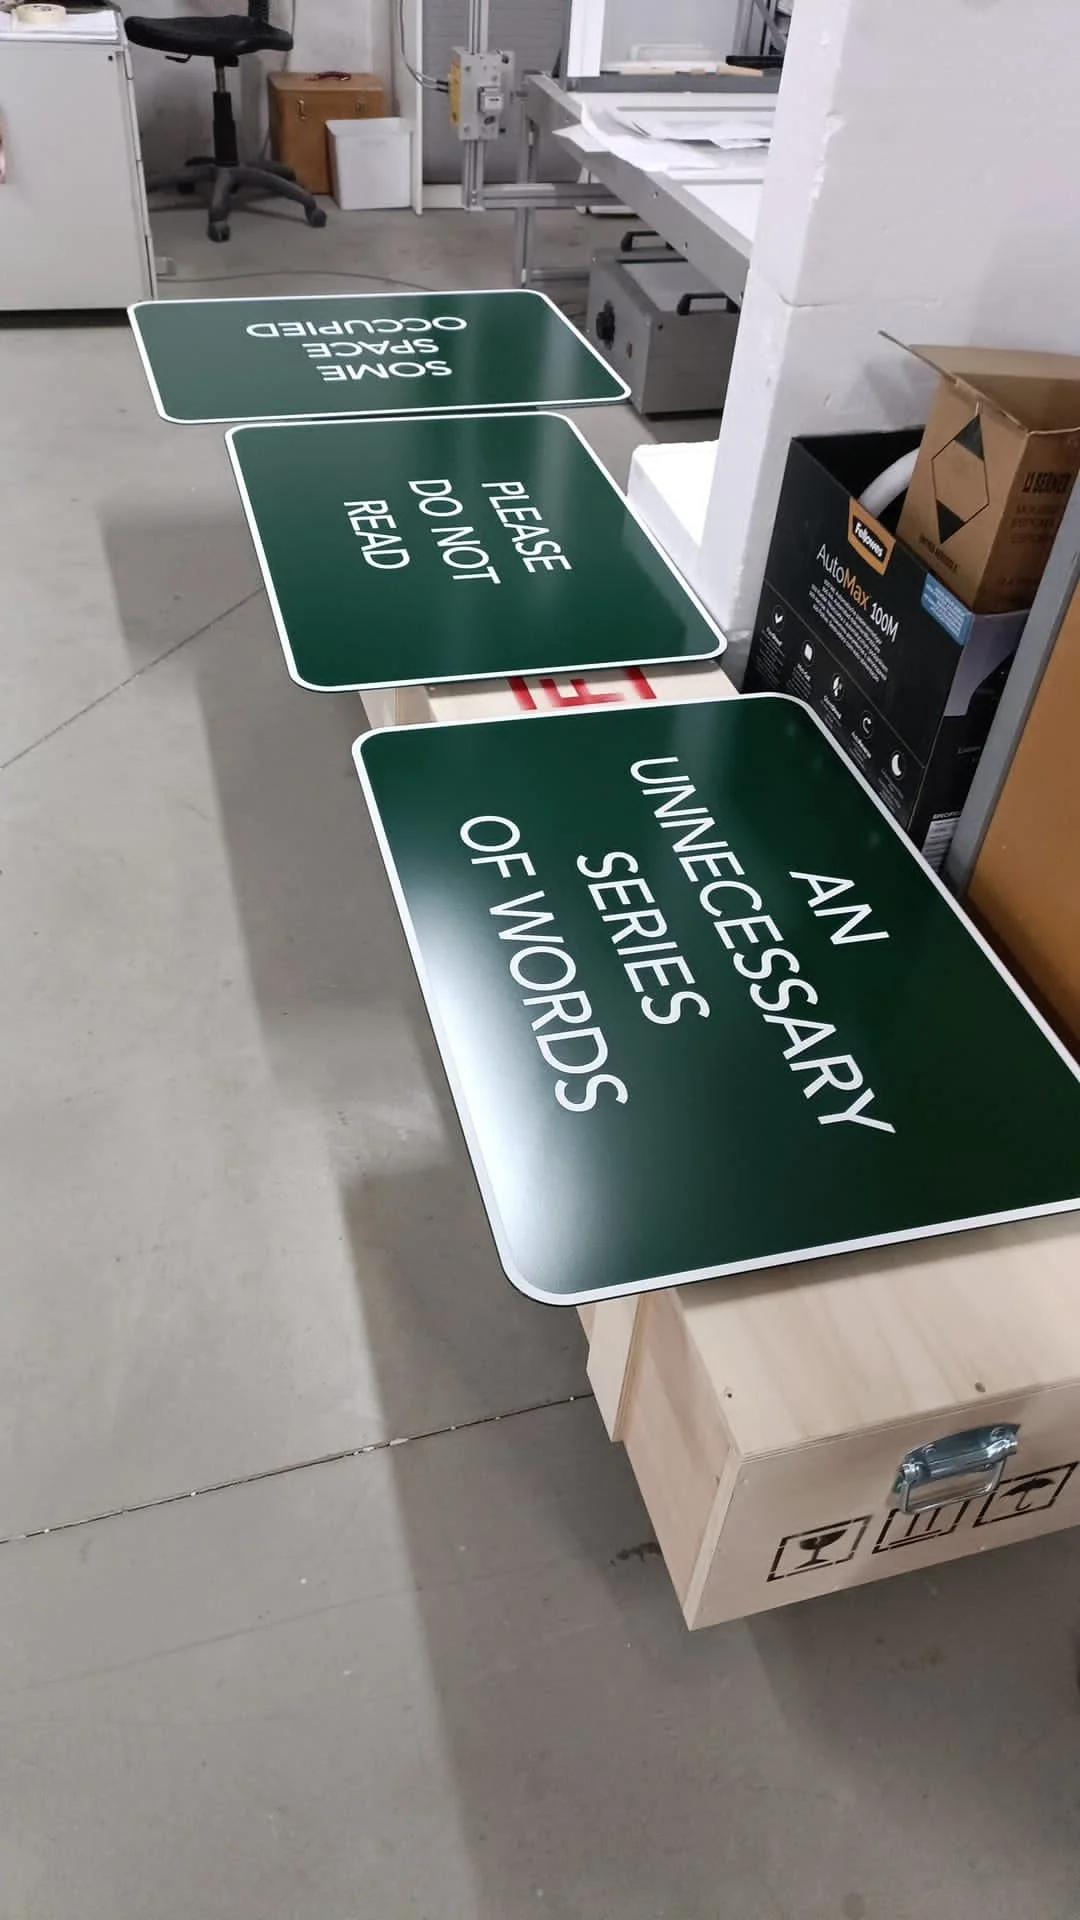 SOME
SPACE
OCCUPIED
PLEASE
DO NOT
READ
AN
UNNECESSARY
SERIES
OF WORDS
Fellowes
AutoMax 100M